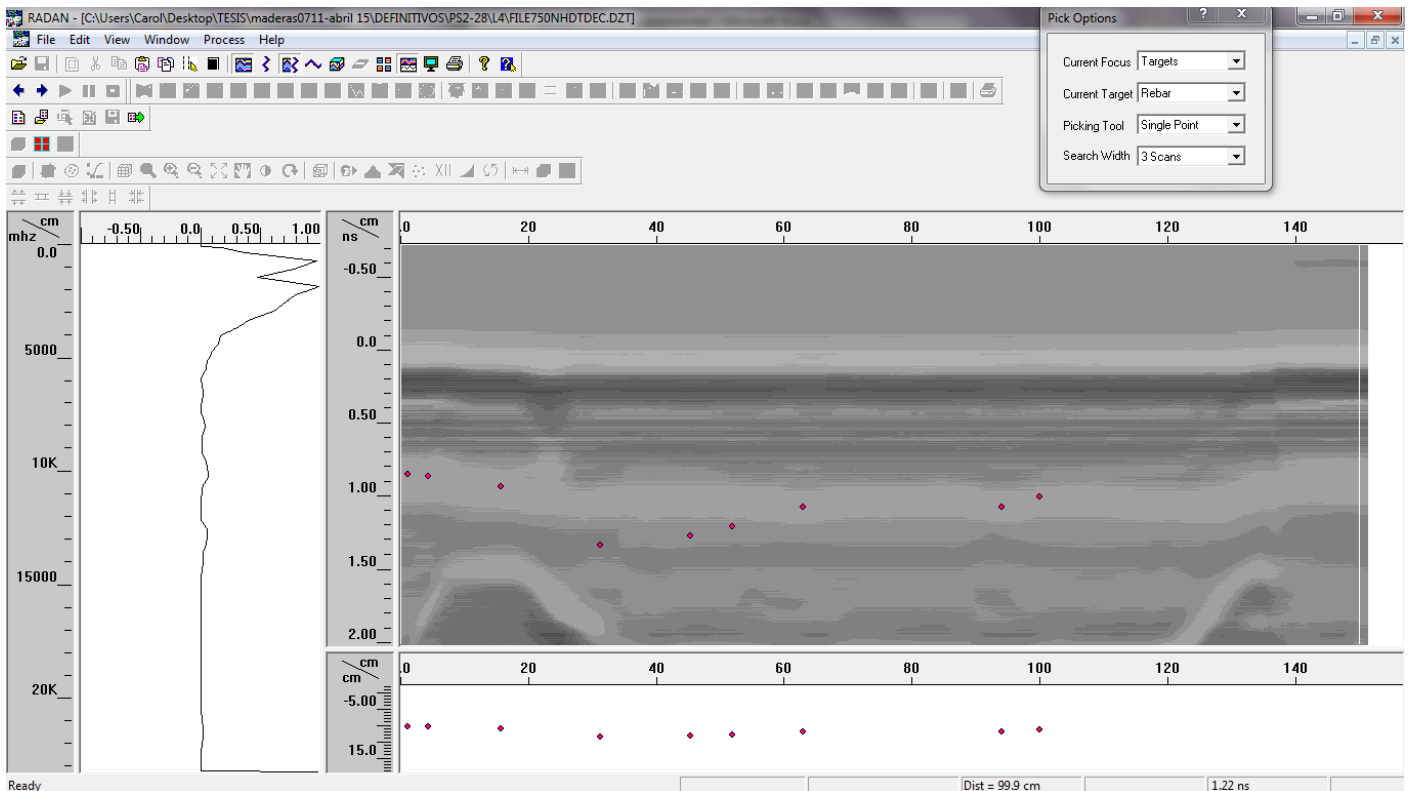 RADAN - [C:\Users\Carol\Desktop\TESIS\maderas0711-abril 15\DEFINITIVOS\PS2-28\L4\FILE750NHDTDEC.DZT]
Pick Options
File Edit View Window Process Help
Current Focus Targets
Current Target Rebar
Picking Tool Single Point
Search Width 3 Scans
XII
cm
mhz
-0.50 0.0 0.50 1.00
cm
ns
.0 20 40 60 80 100 120 140
0.0
5000
10K
15000
20K
-0.50
0.0
0.50
1.00
1.50
2.00
cm
cm
.0 20 40 60 80 100 120 140
-5.00
15.0
Ready
Dist = 99.9 cm
1.22 ns